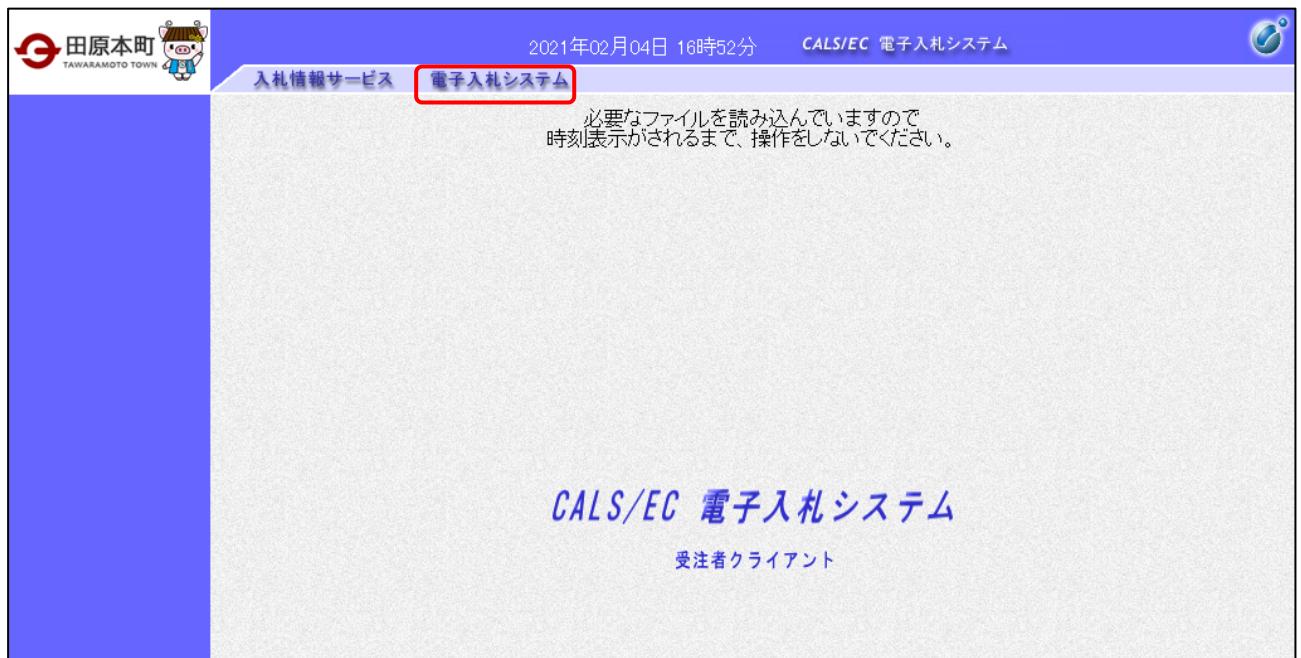 田原本町
TAWARAMOTO TOWN
2021年02月04日 16時52分 CALS/EC 電子入札システム
入札情報サービス 電子入札システム
必要なファイルを読み込んでいますので
時刻表示がされるまで、操作をしないでください。
CALS/EC 電子入札システム
受注者クライアント